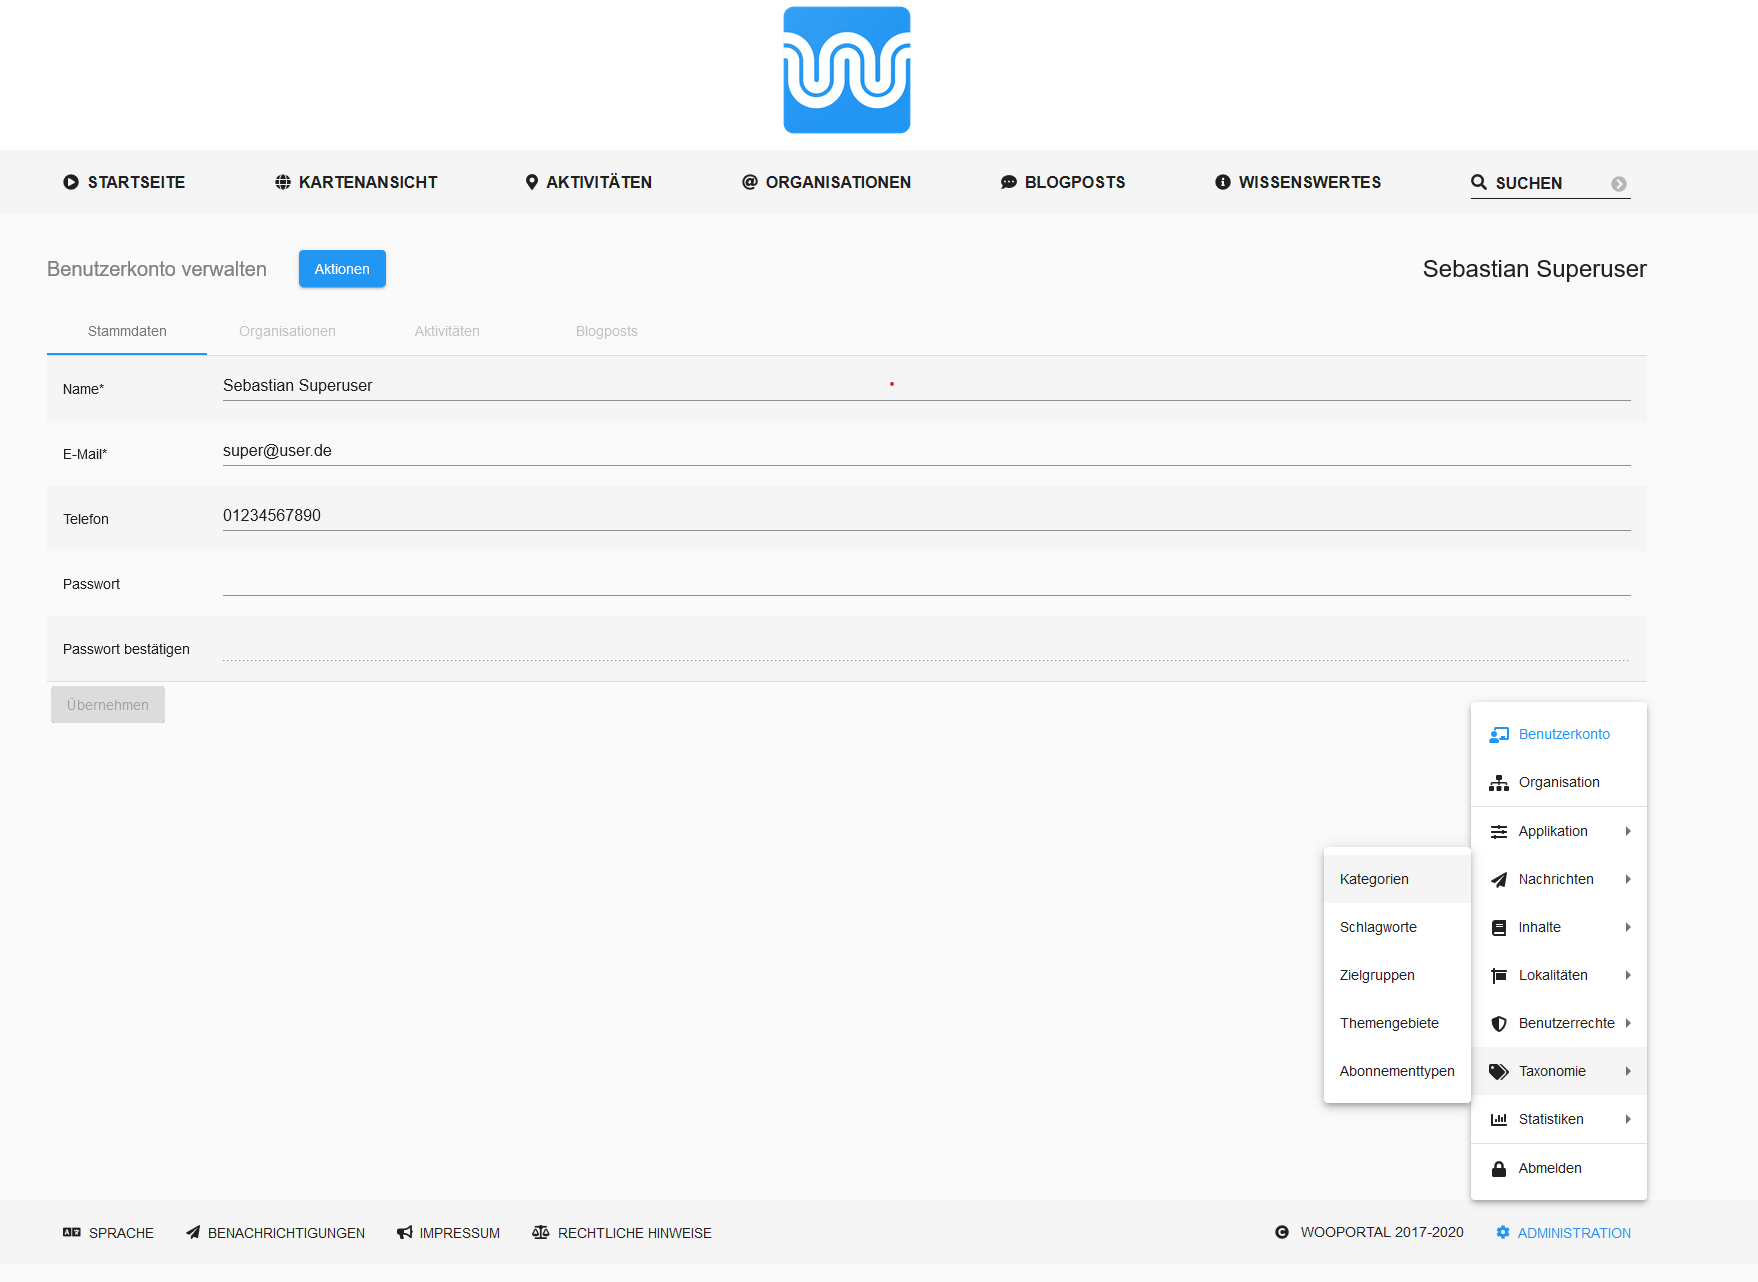 STARTSEITE
KARTENANSICHT
AKTIVITÄTEN
ORGANISATIONEN
BLOGPOSTS
WISSENSWERTES
SUCHEN
Benutzerkonto verwalten
Aktionen
Sebastian Superuser
Stammdaten
Organisationen
Aktivitäten
Blogposts
Name*
Sebastian Superuser
E-Mail*
super@user.de
Telefon
01234567890
Passwort
Passwort bestätigen
Übernehmen
Benutzerkonto
Organisation
Applikation
Nachrichten
Inhalte
Lokalitäten
Benutzerrechte
Taxonomie
Statistiken
Abmelden
Kategorien
Schlagworte
Zielgruppen
Themengebiete
Abonnementtypen
SPRACHE
BENACHRICHTIGUNGEN
IMPRESSUM
RECHTLICHE HINWEISE
WOOPORTAL 2017-2020
ADMINISTRATION